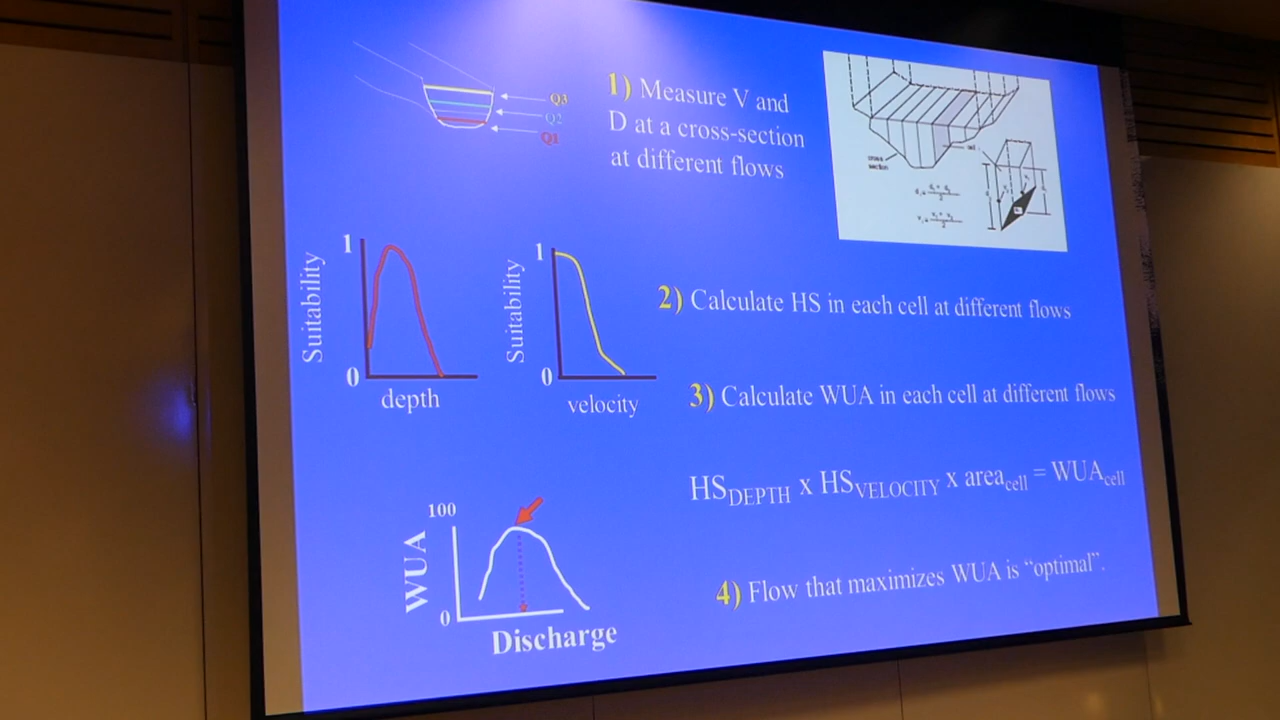 Q3
Q2
Q1
1) Measure V and
D at a cross-section
at different flows
cross
section
1
Suitability
0
depth
1
Suitability
0
velocity
2) Calculate HS in each cell at different flows
3) Calculate WUA in each cell at different flows
HS DEPTH x HS VELOCITY x area cell = WUA cell
100
WUA
0
Discharge
4) Flow that maximizes WUA is “optimal”.